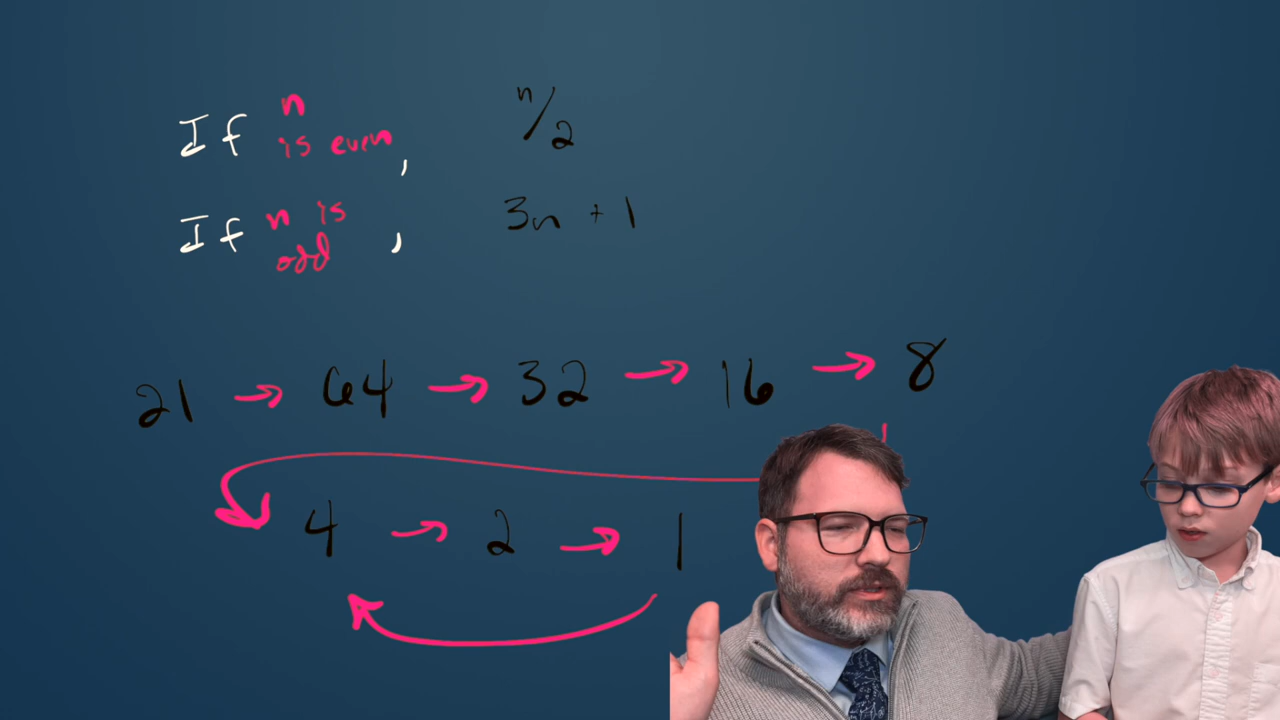 If n is even, n/2
If n is odd, 3n + 1
21 → 64 → 32 → 16 → 8
4 → 2 → 1